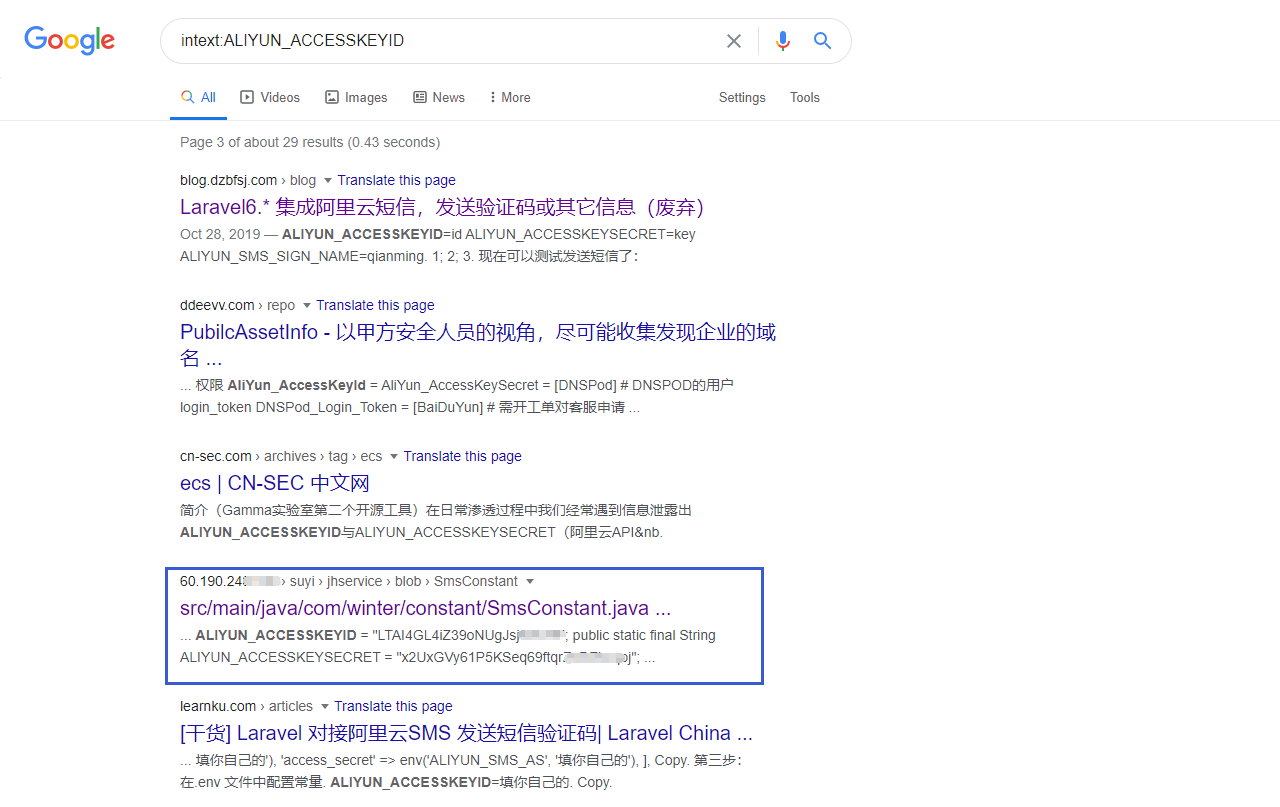 Google
intext:ALIYUN_ACCESSKEYID
All Videos Images News More Settings Tools
Page 3 of about 29 results (0.43 seconds)
blog.dzbfsj.com › blog Translate this page
Laravel6.* 集成阿里云短信，发送验证码或其它信息（废弃）
Oct 28, 2019 — ALIYUN_ACCESSKEYID=id ALIYUN_ACCESSKEYSECRET=key
ALIYUN_SMS_SIGN_NAME=qianming. 1; 2; 3. 现在可以测试发送短信了：
ddeevv.com › repo Translate this page
PubilcAssetInfo - 以甲方安全人员的视角，尽可能收集发现企业的域
名 ...
... 权限 AliYun_AccessKeyId = AliYun_AccessKeySecret = [DNSPod] # DNSPOD的用户
login_token DNSPod_Login_Token = [BaiDuYun] # 需开工单对客服申请 ...
cn-sec.com › archives › tag › ecs Translate this page
ecs | CN-SEC 中文网
简介（Gamma实验室第二个开源工具）在日常渗透过程中我们经常遇到信息泄露出
ALIYUN_ACCESSKEYID与ALIYUN_ACCESSKEYSECRET（阿里云API&nb.
60.190.24 › suyi › jhservice › blob › SmsConstant
src/main/java/com/winter/constant/SmsConstant.java ...
... ALIYUN_ACCESSKEYID = "LTAI4GL4iZ39oNUgJsj ; public static final String
ALIYUN_ACCESSKEYSECRET = "x2UxGVy61P5KSeq69ftqr j"; ...
learnku.com › articles Translate this page
[干货] Laravel 对接阿里云SMS 发送短信验证码| Laravel China ...
... 填你自己的'), 'access_secret' => env('ALIYUN_SMS_AS', '填你自己的'), ], Copy. 第三步：
在.env 文件中配置常量. ALIYUN_ACCESSKEYID=填你自己的. Copy.